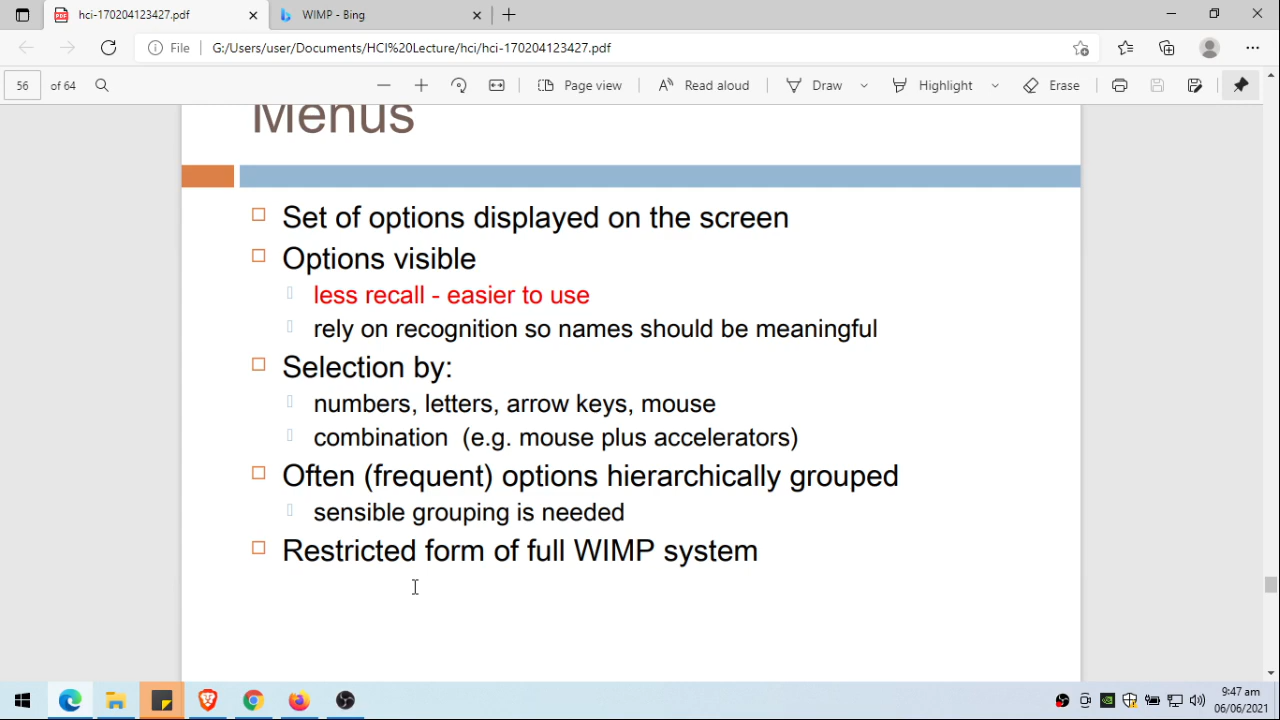 hci-170204123427.pdf
WIMP - Bing
File
G:/Users/user/Documents/HCI%20Lecture/hci/hci-170204123427.pdf
56 of 64
Page view
Read aloud
Draw
Highlight
Erase
Menus
Set of options displayed on the screen
Options visible
less recall - easier to use
rely on recognition so names should be meaningful
Selection by:
numbers, letters, arrow keys, mouse
combination (e.g. mouse plus accelerators)
Often (frequent) options hierarchically grouped
sensible grouping is needed
Restricted form of full WIMP system
9:47 am
06/06/2021